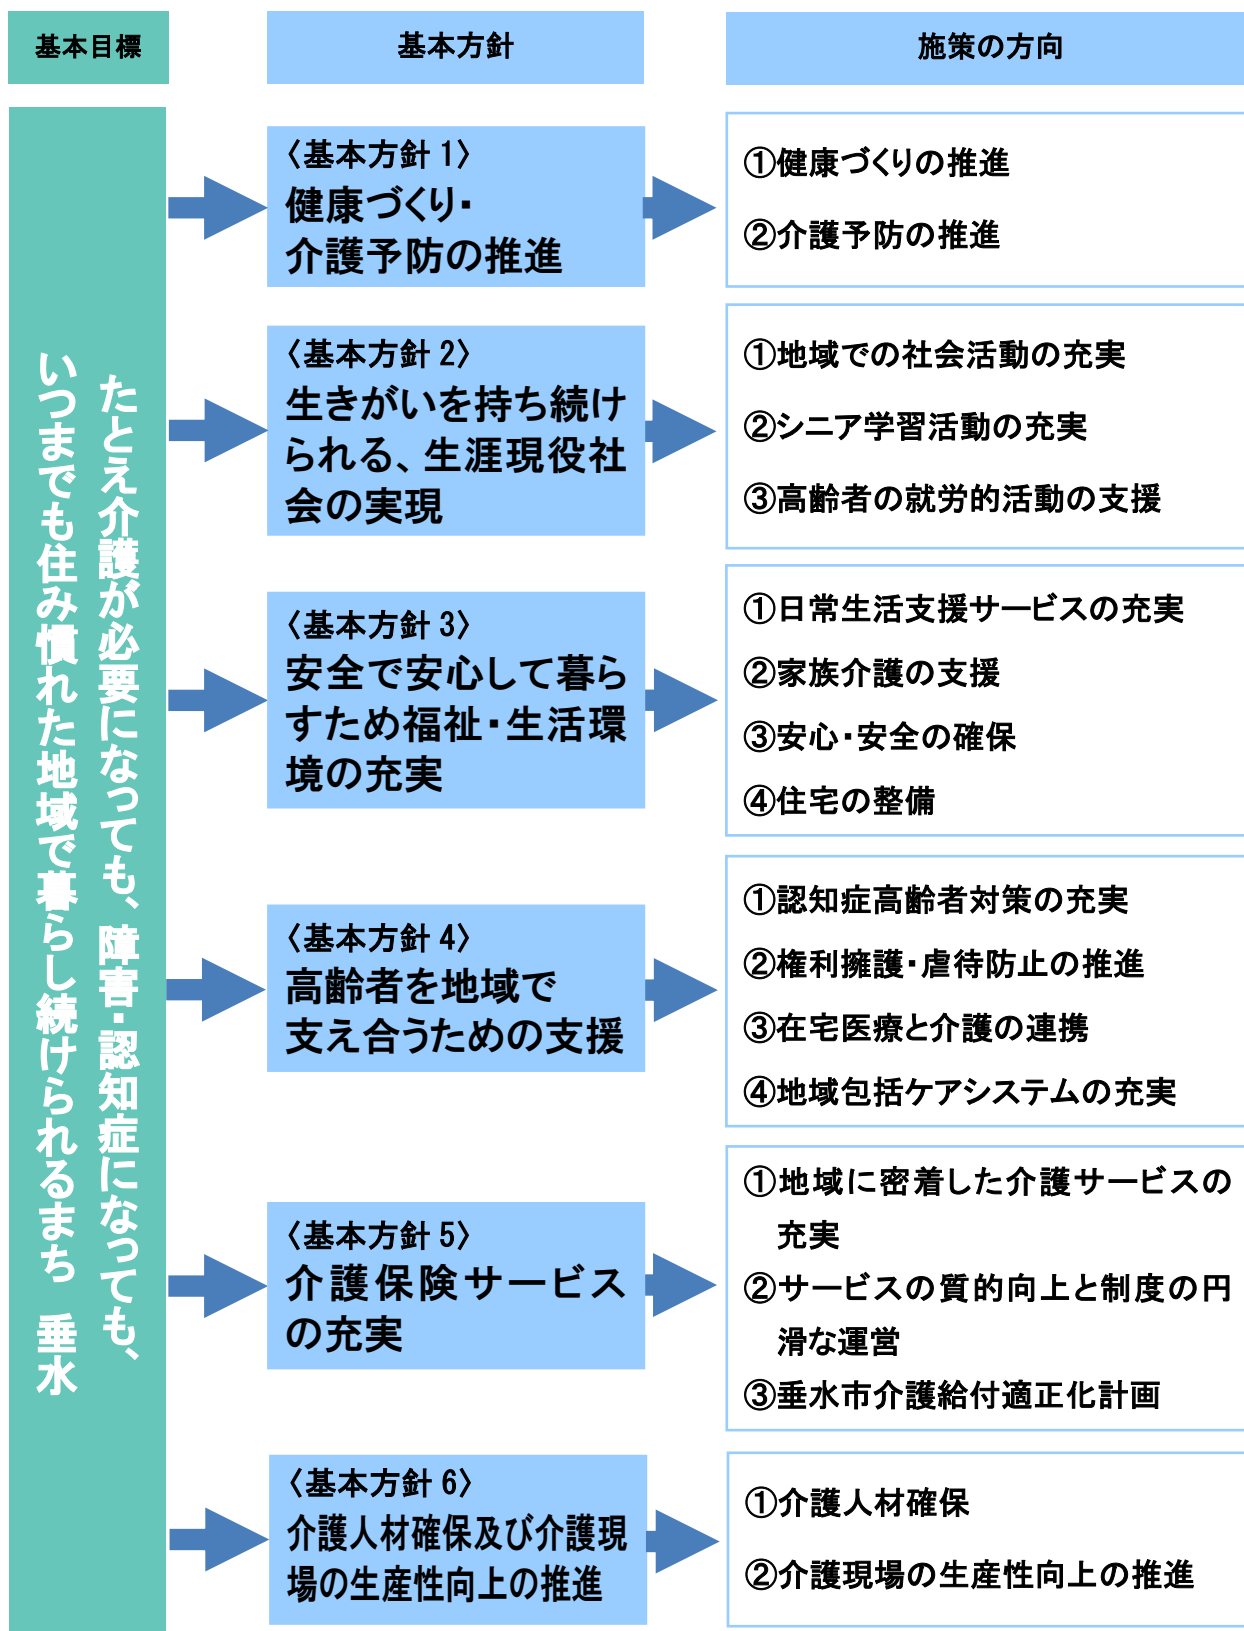 基本目標
基本方針
施策の方向
たとえ介護が必要になっても、障害・認知症になっても、
いつまでも住み慣れた地域で暮らし続けられるまち　垂水
〈基本方針 1〉
健康づくり・
介護予防の推進
①健康づくりの推進
②介護予防の推進
〈基本方針 2〉
生きがいを持ち続け
られる、生涯現役社
会の実現
①地域での社会活動の充実
②シニア学習活動の充実
③高齢者の就労的活動の支援
〈基本方針 3〉
安全で安心して暮ら
すため福祉・生活環
境の充実
①日常生活支援サービスの充実
②家族介護の支援
③安心・安全の確保
④住宅の整備
〈基本方針 4〉
高齢者を地域で
支え合うための支援
①認知症高齢者対策の充実
②権利擁護・虐待防止の推進
③在宅医療と介護の連携
④地域包括ケアシステムの充実
〈基本方針 5〉
介護保険サービス
の充実
①地域に密着した介護サービスの
充実
②サービスの質的向上と制度の円
滑な運営
③垂水市介護給付適正化計画
〈基本方針 6〉
介護人材確保及び介護現
場の生産性向上の推進
①介護人材確保
②介護現場の生産性向上の推進